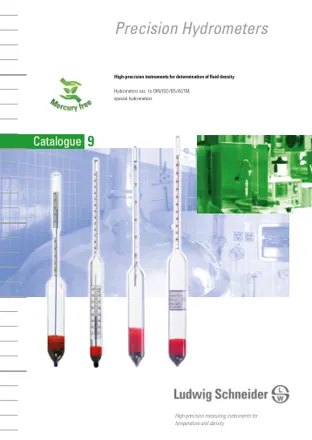 Precision Hydrometers
High-precision instruments for determination of fluid density
Hydrometers acc. to DIN/ISO/BS/ASTM,
special hydrometers
Mercury free
Catalogue 9
Ludwig Schneider
L
W
High-precision measuring instruments for
temperature and density